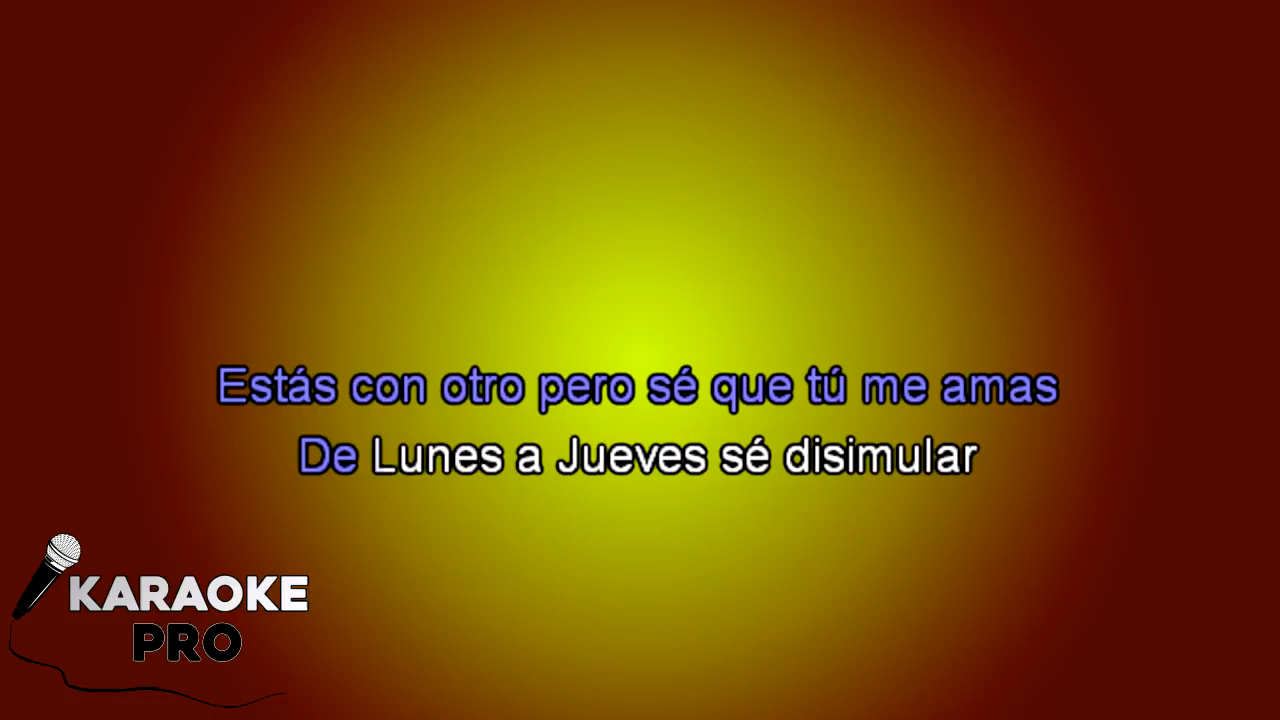 Estás con otro pero sé que tú me amas
De Lunes a Jueves sé disimular
KARAOKE
PRO